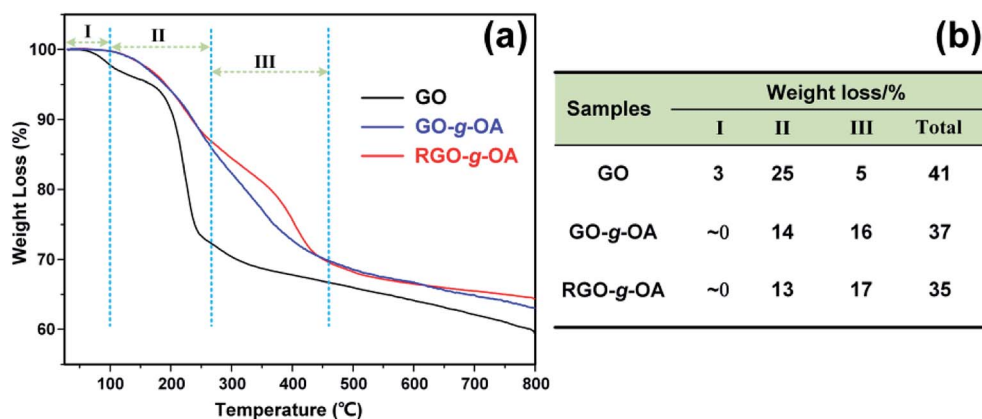 (a)
I II III
100
90
80
70
60
Weight Loss (%)
GO
GO-g-OA
RGO-g-OA
100 200 300 400 500 600 700 800
Temperature (℃)
(b)
Samples Weight loss/%
I II III Total
GO 3 25 5 41
GO-g-OA ~0 14 16 37
RGO-g-OA ~0 13 17 35